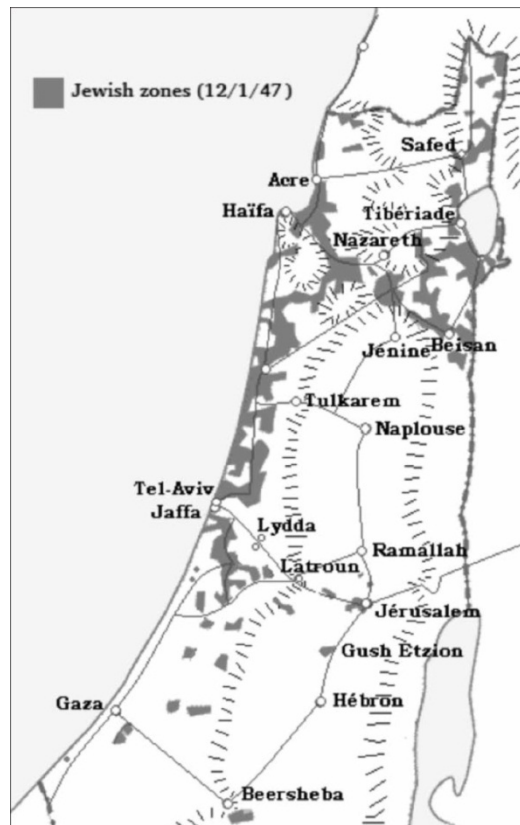 Jewish zones (12/1/47)
Safed
Acre
Haïfa
Tibériade
Nazareth
Jénine
Beisan
Tulkarem
Naplouse
Tel-Aviv
Jaffa
Lydda
Ramallah
Latroun
Jérusalem
Gush Etzion
Gaza
Hébron
Beersheba